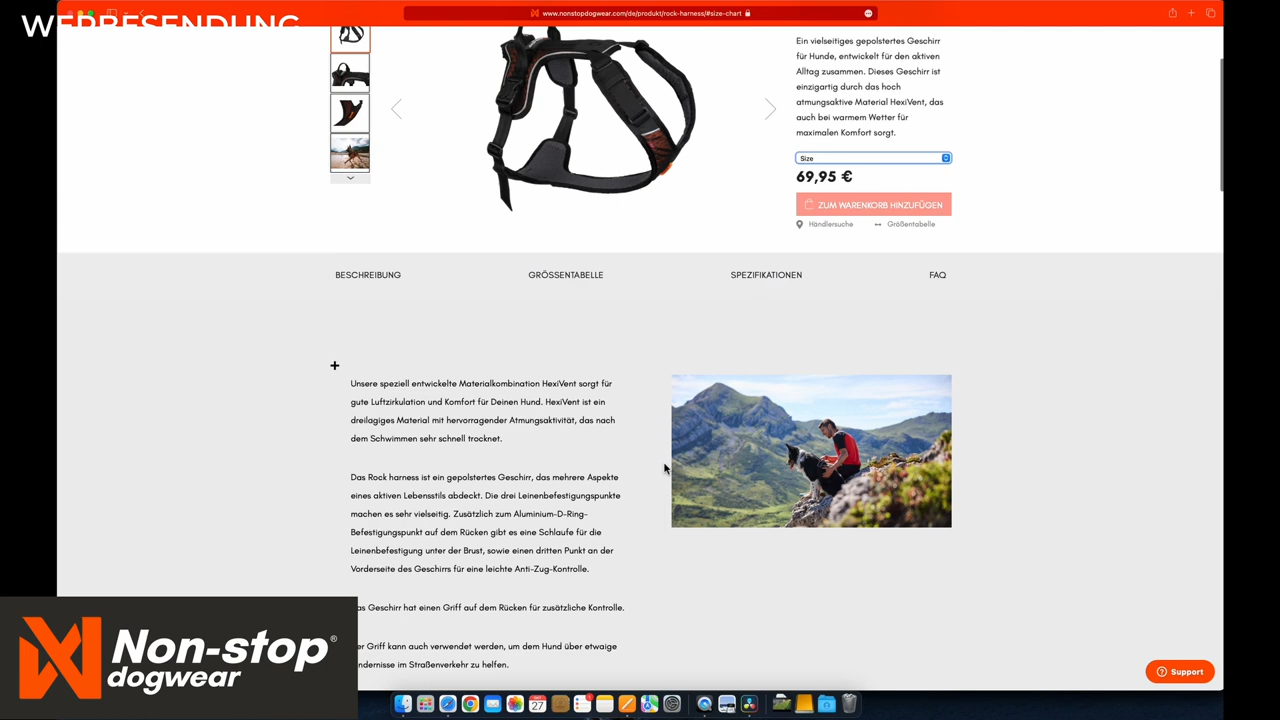 WERBESENDUNG
www.nonstopdogwear.com/de/produkt/rock-harness/#size-chart
Ein vielseitiges gepolstertes Geschirr
für Hunde, entwickelt für den aktiven
Alltag zusammen. Dieses Geschirr ist
einzigartig durch das hoch
atmungsaktive Material HexiVent, das
auch bei warmem Wetter für
maximalen Komfort sorgt.
Size
69,95 €
ZUM WARENKORB HINZUFÜGEN
Händlersuche Größentabelle
BESCHREIBUNG GRÖSSENTABELLE SPEZIFIKATIONEN FAQ
Unsere speziell entwickelte Materialkombination HexiVent sorgt für
gute Luftzirkulation und Komfort für Deinen Hund. HexiVent ist ein
dreilagiges Material mit hervorragender Atmungsaktivität, das nach
dem Schwimmen sehr schnell trocknet.
Das Rock harness ist ein gepolstertes Geschirr, das mehrere Aspekte
eines aktiven Lebensstils abdeckt. Die drei Leinenbefestigungspunkte
machen es sehr vielseitig. Zusätzlich zum Aluminium-D-Ring-
Befestigungspunkt auf dem Rücken gibt es eine Schlaufe für die
Leinenbefestigung unter der Brust, sowie einen dritten Punkt an der
Vorderseite des Geschirrs für eine leichte Anti-Zug-Kontrolle.
as Geschirr hat einen Griff auf dem Rücken für zusätzliche Kontrolle.
er Griff kann auch verwendet werden, um dem Hund über etwaige
ndernisse im Straßenverkehr zu helfen.
Non-stop®
dogwear
Support
OCT
27
1